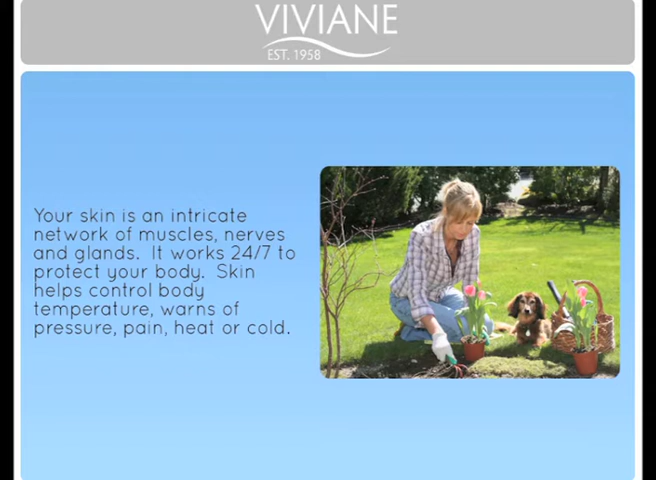 VIVIANE
EST. 1958
Your skin is an intricate
network of muscles, nerves
and glands. It works 24/7 to
protect your body. Skin
helps control body
temperature, warns of
pressure, pain, heat or cold.